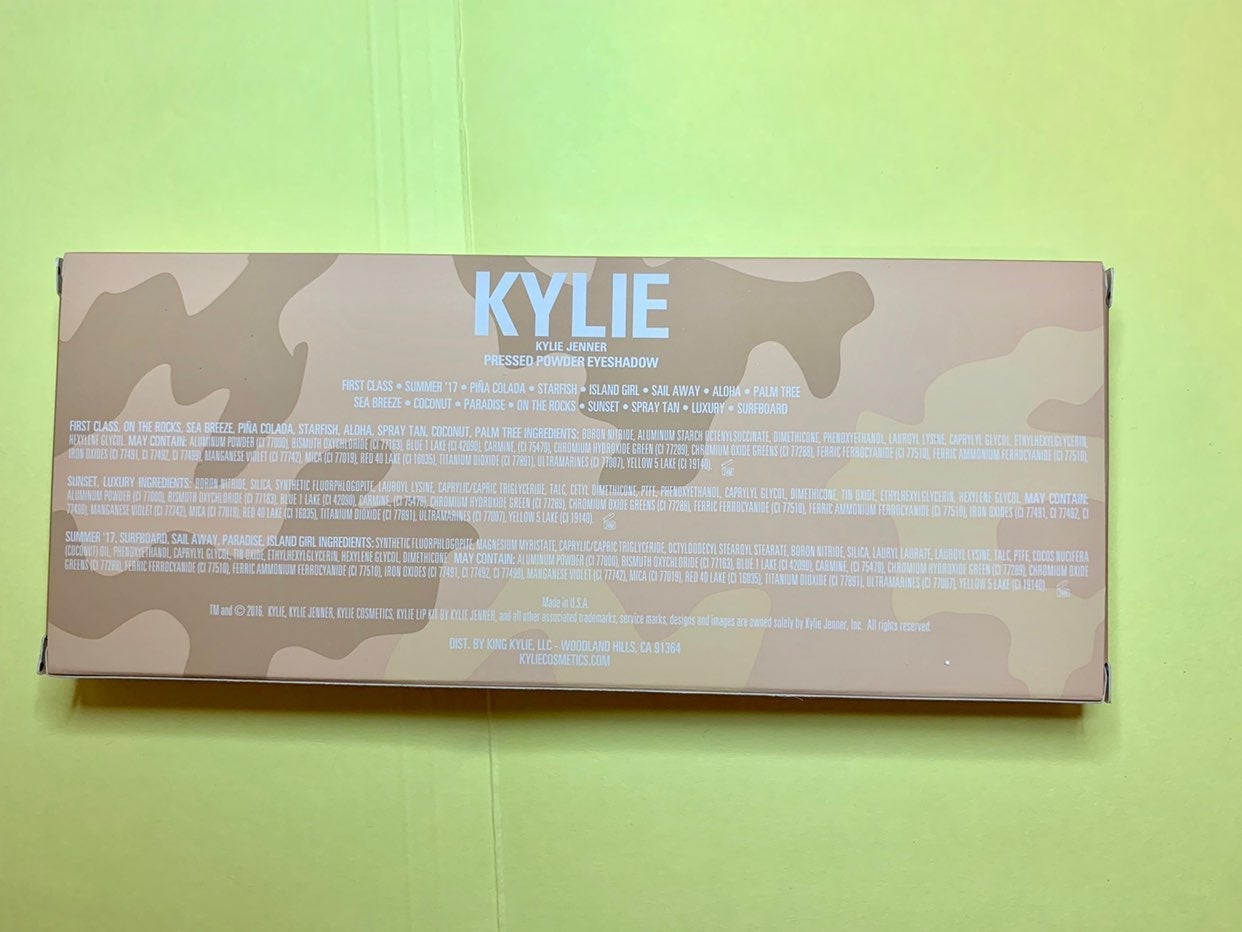 KYLIE
KYLIE JENNER
PRESSED POWDER EYESHADOW
FIRST CLASS • SUMMER '17 • PIÑA COLADA • STARFISH • ISLAND GIRL • SAIL AWAY • ALOHA • PALM TREE
SEA BREEZE • COCONUT • PARADISE • ON THE ROCKS • SUNSET • SPRAY TAN • LUXURY • SURFBOARD
FIRST CLASS, ON THE ROCKS, SEA BREEZE, PIÑA COLADA, STARFISH, ALOHA, SPRAY TAN, COCONUT, PALM TREE INGREDIENTS: BORON NITRIDE, ALUMINUM STARCH OCTENYLSUCCINATE, DIMETHICONE, PHENOXYETHANOL, LAUROYL LYSINE, CAPRYLYL GLYCOL, ETHYLHEXYLGLYCERIN,
HEXYLENE GLYCOL. MAY CONTAIN: ALUMINUM POWDER (CI 77000), BISMUTH OXYCHLORIDE (CI 77163), BLUE 1 LAKE (CI 42090), CARMINE, (CI 75470), CHROMIUM HYDROXIDE GREEN (CI 77289), CHROMIUM OXIDE GREENS (CI 77288), FERRIC FERROCYANIDE (CI 77510), FERRIC AMMONIUM FERROCYANIDE (CI 77510),
IRON OXIDES (CI 77491, CI 77492, CI 77499), MANGANESE VIOLET (CI 77742), MICA (CI 77019), RED 40 LAKE (CI 16035), TITANIUM DIOXIDE (CI 77891), ULTRAMARINES (CI 77007), YELLOW 5 LAKE (CI 19140).
SUNSET, LUXURY INGREDIENTS: BORON NITRIDE, SILICA, SYNTHETIC FLUORPHLOGOPITE, LAUROYL LYSINE, CAPRYLIC/CAPRIC TRIGLYCERIDE, TALC, CETYL DIMETHICONE, PTFE, PHENOXYETHANOL, CAPRYLYL GLYCOL, DIMETHICONE, TIN OXIDE, ETHYLHEXYLGLYCERIN, HEXYLENE GLYCOL. MAY CONTAIN:
ALUMINUM POWDER (CI 77000), BISMUTH OXYCHLORIDE (CI 77163), BLUE 1 LAKE (CI 42090), CARMINE, (CI 75470), CHROMIUM HYDROXIDE GREEN (CI 77289), CHROMIUM OXIDE GREENS (CI 77288), FERRIC FERROCYANIDE (CI 77510), FERRIC AMMONIUM FERROCYANIDE (CI 77510), IRON OXIDES (CI 77491, CI 77492, CI
77499), MANGANESE VIOLET (CI 77742), MICA (CI 77019), RED 40 LAKE (CI 16035), TITANIUM DIOXIDE (CI 77891), ULTRAMARINES (CI 77007), YELLOW 5 LAKE (CI 19140).
SUMMER '17, SURFBOARD, SAIL AWAY, PARADISE, ISLAND GIRL INGREDIENTS: SYNTHETIC FLUORPHLOGOPITE, MAGNESIUM MYRISTATE, CAPRYLIC/CAPRIC TRIGLYCERIDE, OCTYLDODECYL STEAROYL STEARATE, BORON NITRIDE, SILICA, LAURYL LAURATE, LAUROYL LYSINE, TALC, PTFE, COCOS NUCIFERA
(COCONUT) OIL, PHENOXYETHANOL, CAPRYLYL GLYCOL, TIN OXIDE, ETHYLHEXYLGLYCERIN, HEXYLENE GLYCOL, DIMETHICONE. MAY CONTAIN: ALUMINUM POWDER (CI 77000), BISMUTH OXYCHLORIDE (CI 77163), BLUE 1 LAKE (CI 42090), CARMINE, (CI 75470), CHROMIUM HYDROXIDE GREEN (CI 77289), CHROMIUM OXIDE
GREENS (CI 77288), FERRIC FERROCYANIDE (CI 77510), FERRIC AMMONIUM FERROCYANIDE (CI 77510), IRON OXIDES (CI 77491, CI 77492, CI 77499), MANGANESE VIOLET (CI 77742), MICA (CI 77019), RED 40 LAKE (CI 16035), TITANIUM DIOXIDE (CI 77891), ULTRAMARINES (CI 77007), YELLOW 5 LAKE (CI 19140).
Made in U.S.A.
TM and © 2016. KYLIE, KYLIE JENNER, KYLIE COSMETICS, KYLIE LIP KIT BY KYLIE JENNER, and all other associated trademarks, service marks, designs and images are owned solely by Kylie Jenner, Inc. All rights reserved.
DIST. BY KING KYLIE, LLC - WOODLAND HILLS, CA 91364
KYLIECOSMETICS.COM